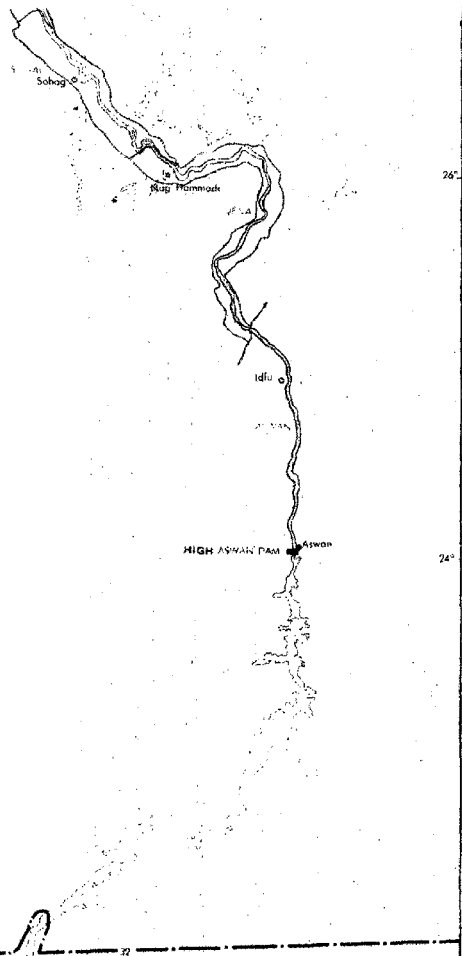 Sohag
26°
Nag Hammadi
Idfu
HIGH ASWAN DAM
Aswan
24°
32